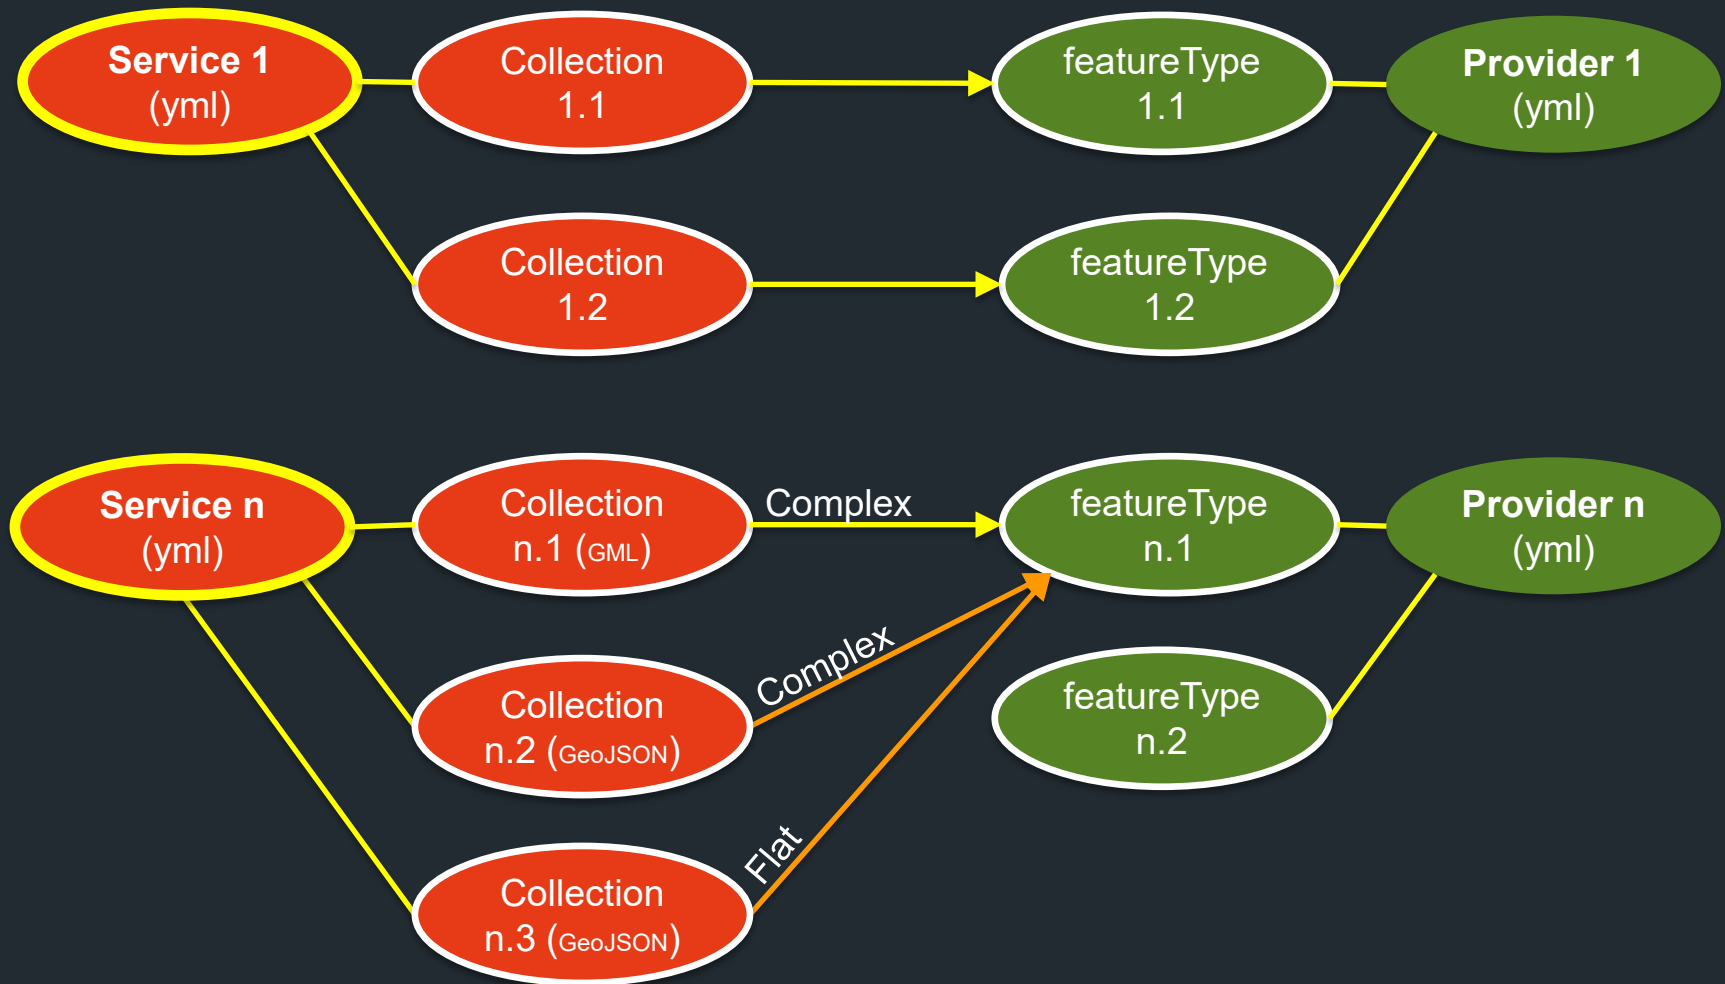 Service 1
(yml)
Collection
1.1
featureType
1.1
Provider 1
(yml)
Collection
1.2
featureType
1.2
Service n
(yml)
Collection
n.1 (GML)
Complex
featureType
n.1
Provider n
(yml)
Collection
n.2 (GeoJSON)
Complex
featureType
n.2
Collection
n.3 (GeoJSON)
Flat